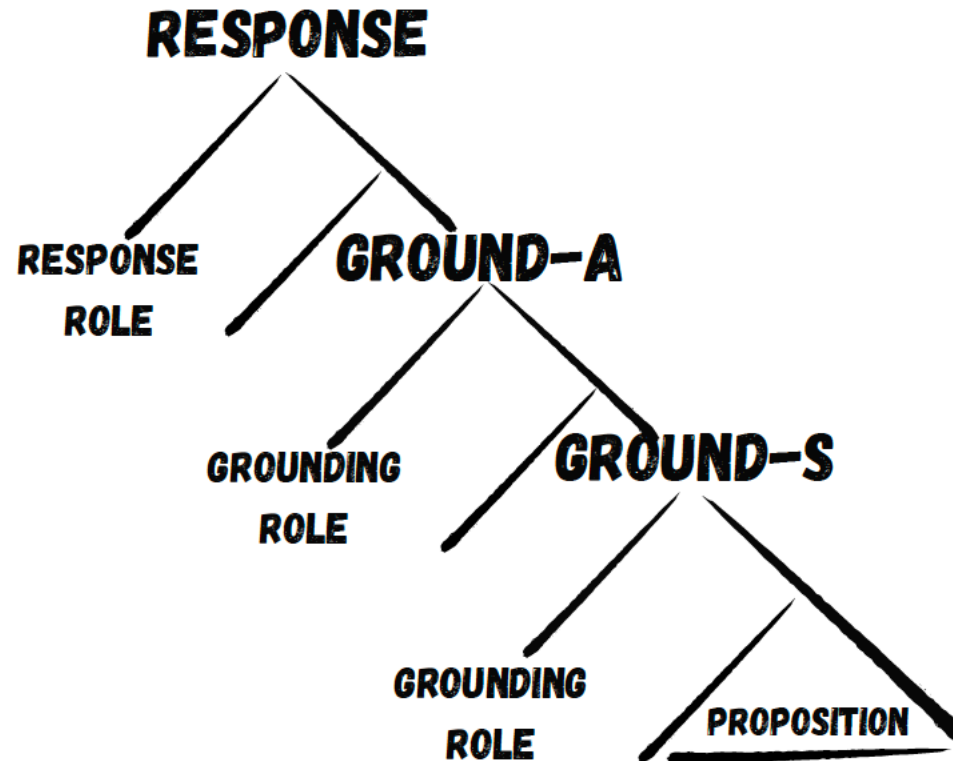 RESPONSE
RESPONSE
ROLE
GROUND-A
GROUNDING
ROLE
GROUND-S
GROUNDING
ROLE
PROPOSITION